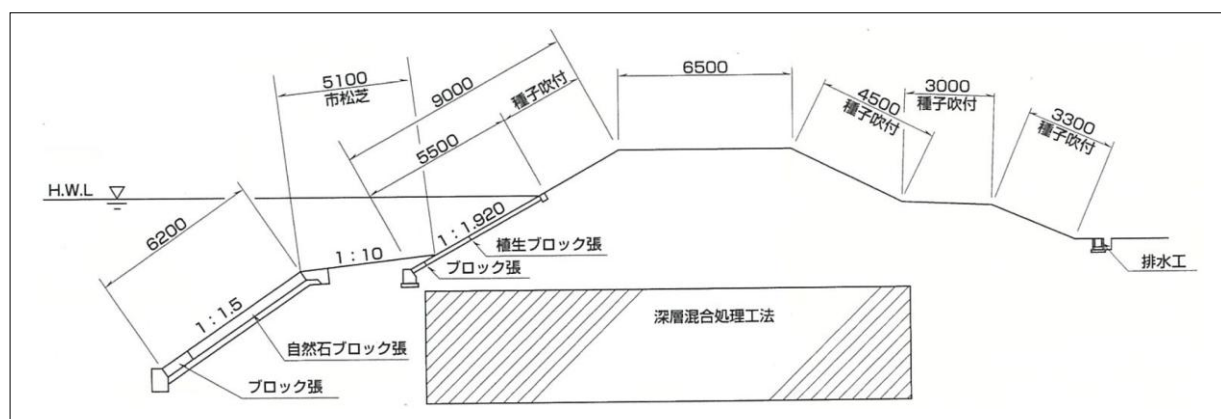 5100
市松芝
9000
種子吹付
5500
6500
4500
種子吹付
3000
種子吹付
3300
種子吹付
H.W.L
6200
1:10
1:1.920
植生ブロック張
ブロック張
排水工
1:1.5
自然石ブロック張
ブロック張
深層混合処理工法